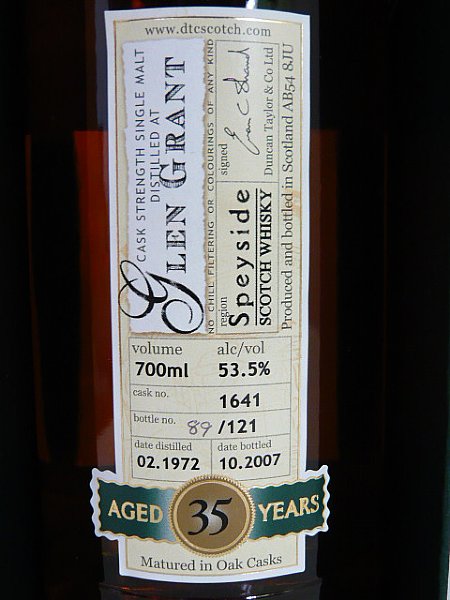 www.dtcscotch.com
CASK STRENGTH SINGLE MALT
DISTILLED AT
GLEN GRANT
NO CHILL FILTERING OR COLOURINGS OF ANY KIND
region
Speyside
SCOTCH WHISKY
signed
Duncan Taylor & Co Ltd
Produced and bottled in Scotland AB54 8JU
volume
alc/vol
700ml
53.5%
cask no.
1641
bottle no. 89 /121
date distilled
date bottled
02.1972
10.2007
AGED 35 YEARS
Matured in Oak Casks